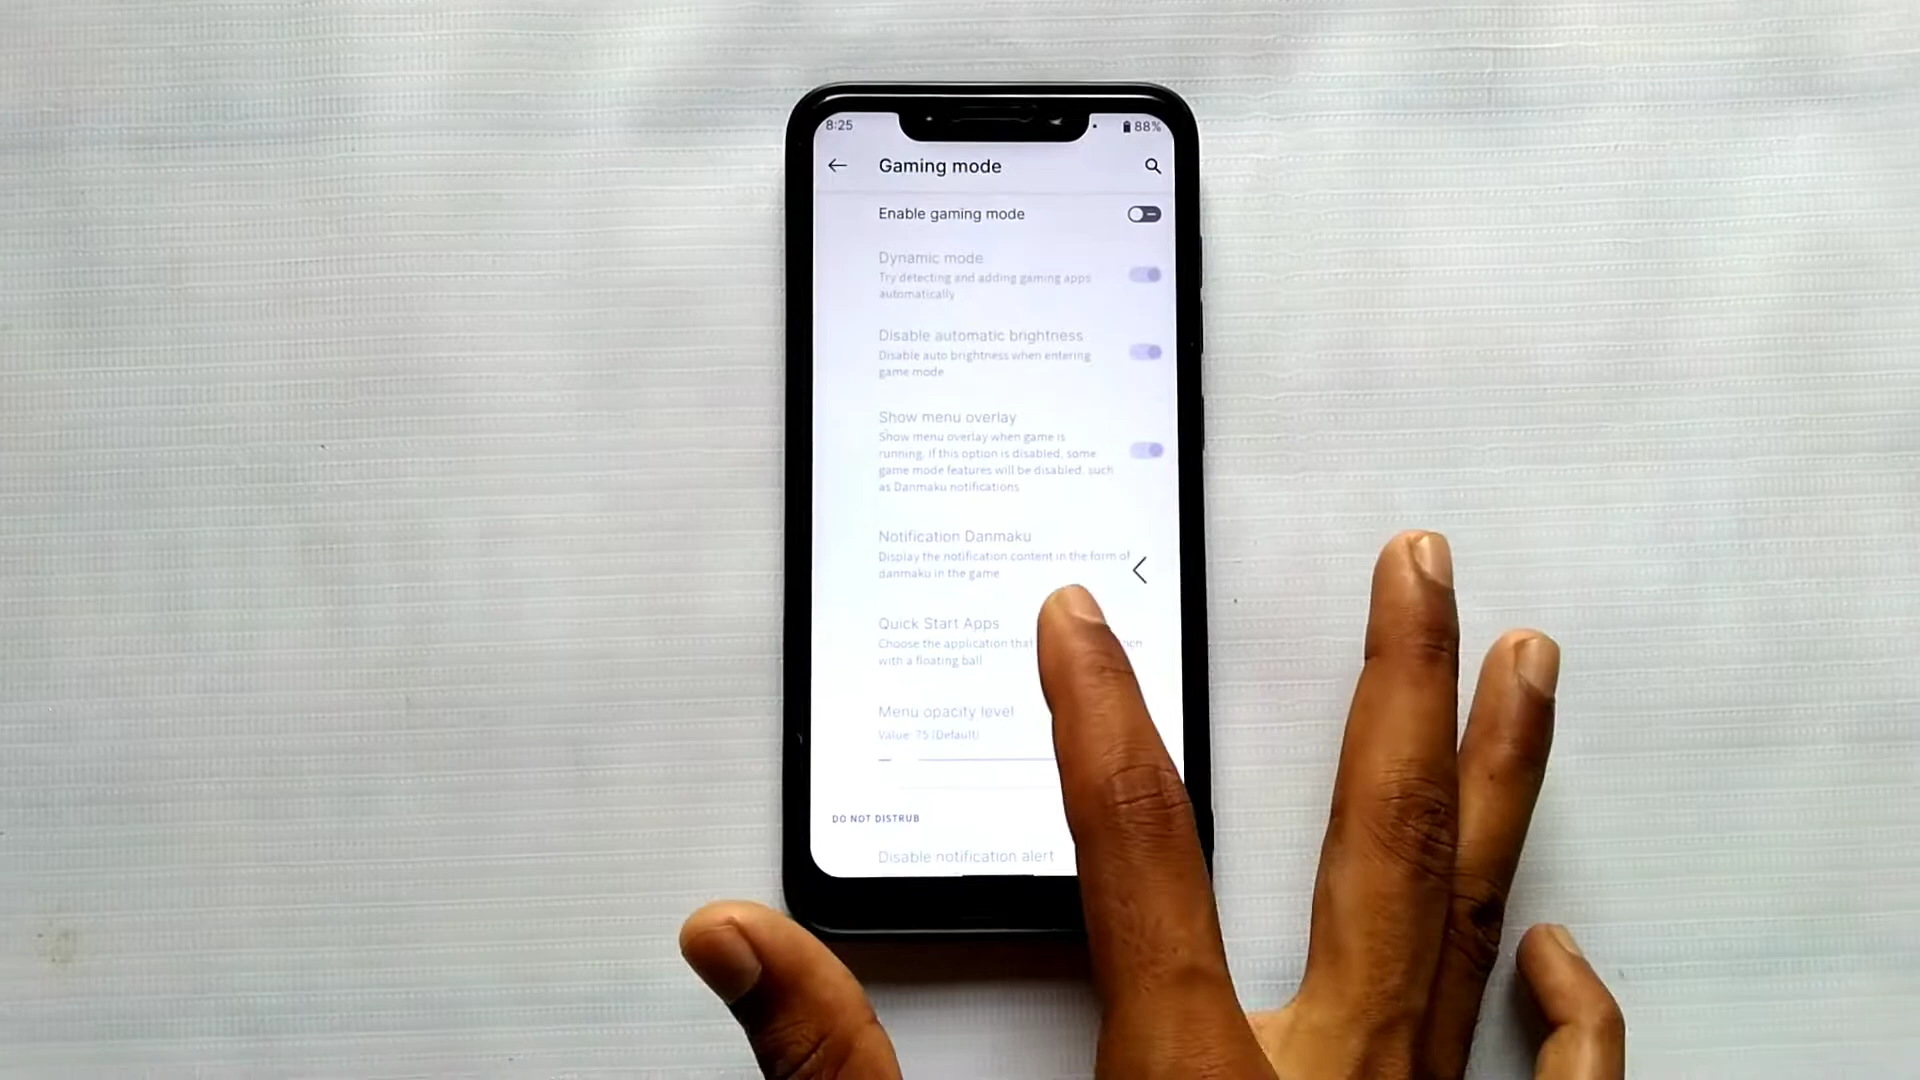 8:25
88%
Gaming mode
Enable gaming mode
Dynamic mode
Try detecting and adding gaming apps
automatically
Disable automatic brightness
Disable auto brightness when entering
game mode
Show menu overlay
Show menu overlay when game is
running. If this option is disabled, some
game mode features will be disabled, such
as Danmaku notifications
Notification Danmaku
Display the notification content in the form of
danmaku in the game
Quick Start Apps
Choose the application that
with a floating ball
Menu opacity level
Value: 75 (Default)
DO NOT DISTRUB
Disable notification alert